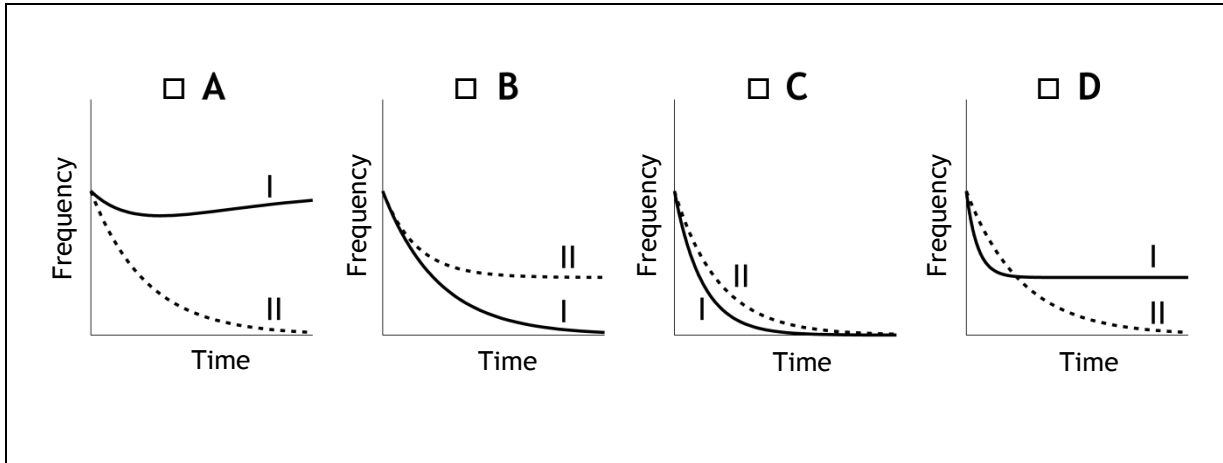 □ A
□ B
□ C
□ D
Frequency
I
II
Time
Frequency
II
I
Time
Frequency
II
I
Time
Frequency
I
II
Time